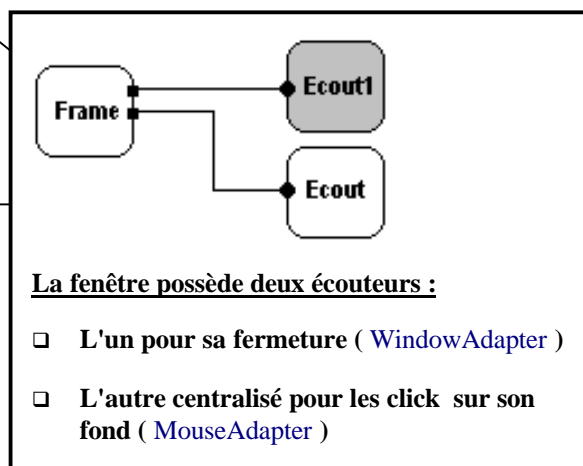 Ecout1
Frame
Ecout
La fenêtre possède deux écouteurs :
❑ L'un pour sa fermeture ( WindowAdapter )
❑ L'autre centralisé pour les click sur son
fond ( MouseAdapter )